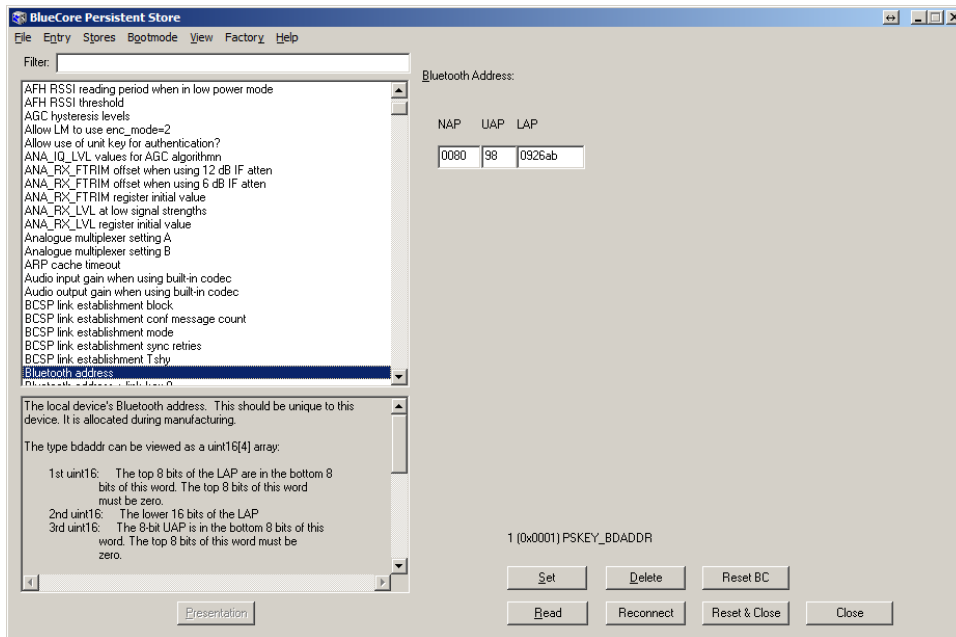 BlueCore Persistent Store
File Entry Stores Bootmode View Factory Help
Filter:
AFH RSSI reading period when in low power mode
AFH RSSI threshold
AGC hysteresis levels
Allow LM to use enc_mode=2
Allow use of unit key for authentication?
ANA_IQ_LVL values for AGC algorithmn
ANA_RX_FTRIM offset when using 12 dB IF atten
ANA_RX_FTRIM offset when using 6 dB IF atten
ANA_RX_FTRIM register initial value
ANA_RX_LVL at low signal strengths
ANA_RX_LVL register initial value
Analogue multiplexer setting A
Analogue multiplexer setting B
ARP cache timeout
Audio input gain when using built-in codec
Audio output gain when using built-in codec
BCSP link establishment block
BCSP link establishment conf message count
BCSP link establishment mode
BCSP link establishment sync retries
BCSP link establishment Tshy
Bluetooth address
The local device's Bluetooth address. This should be unique to this
device. It is allocated during manufacturing.
The type bdaddr can be viewed as a uint16[4] array:
1st uint16: The top 8 bits of the LAP are in the bottom 8
bits of this word. The top 8 bits of this word
must be zero.
2nd uint16: The lower 16 bits of the LAP
3rd uint16: The 8-bit UAP is in the bottom 8 bits of this
word. The top 8 bits of this word must be
zero.
Presentation
Bluetooth Address:
NAP UAP LAP
0080 98 0926ab
1 (0x0001) PSKEY_BDADDR
Set Delete Reset BC
Read Reconnect Reset & Close Close